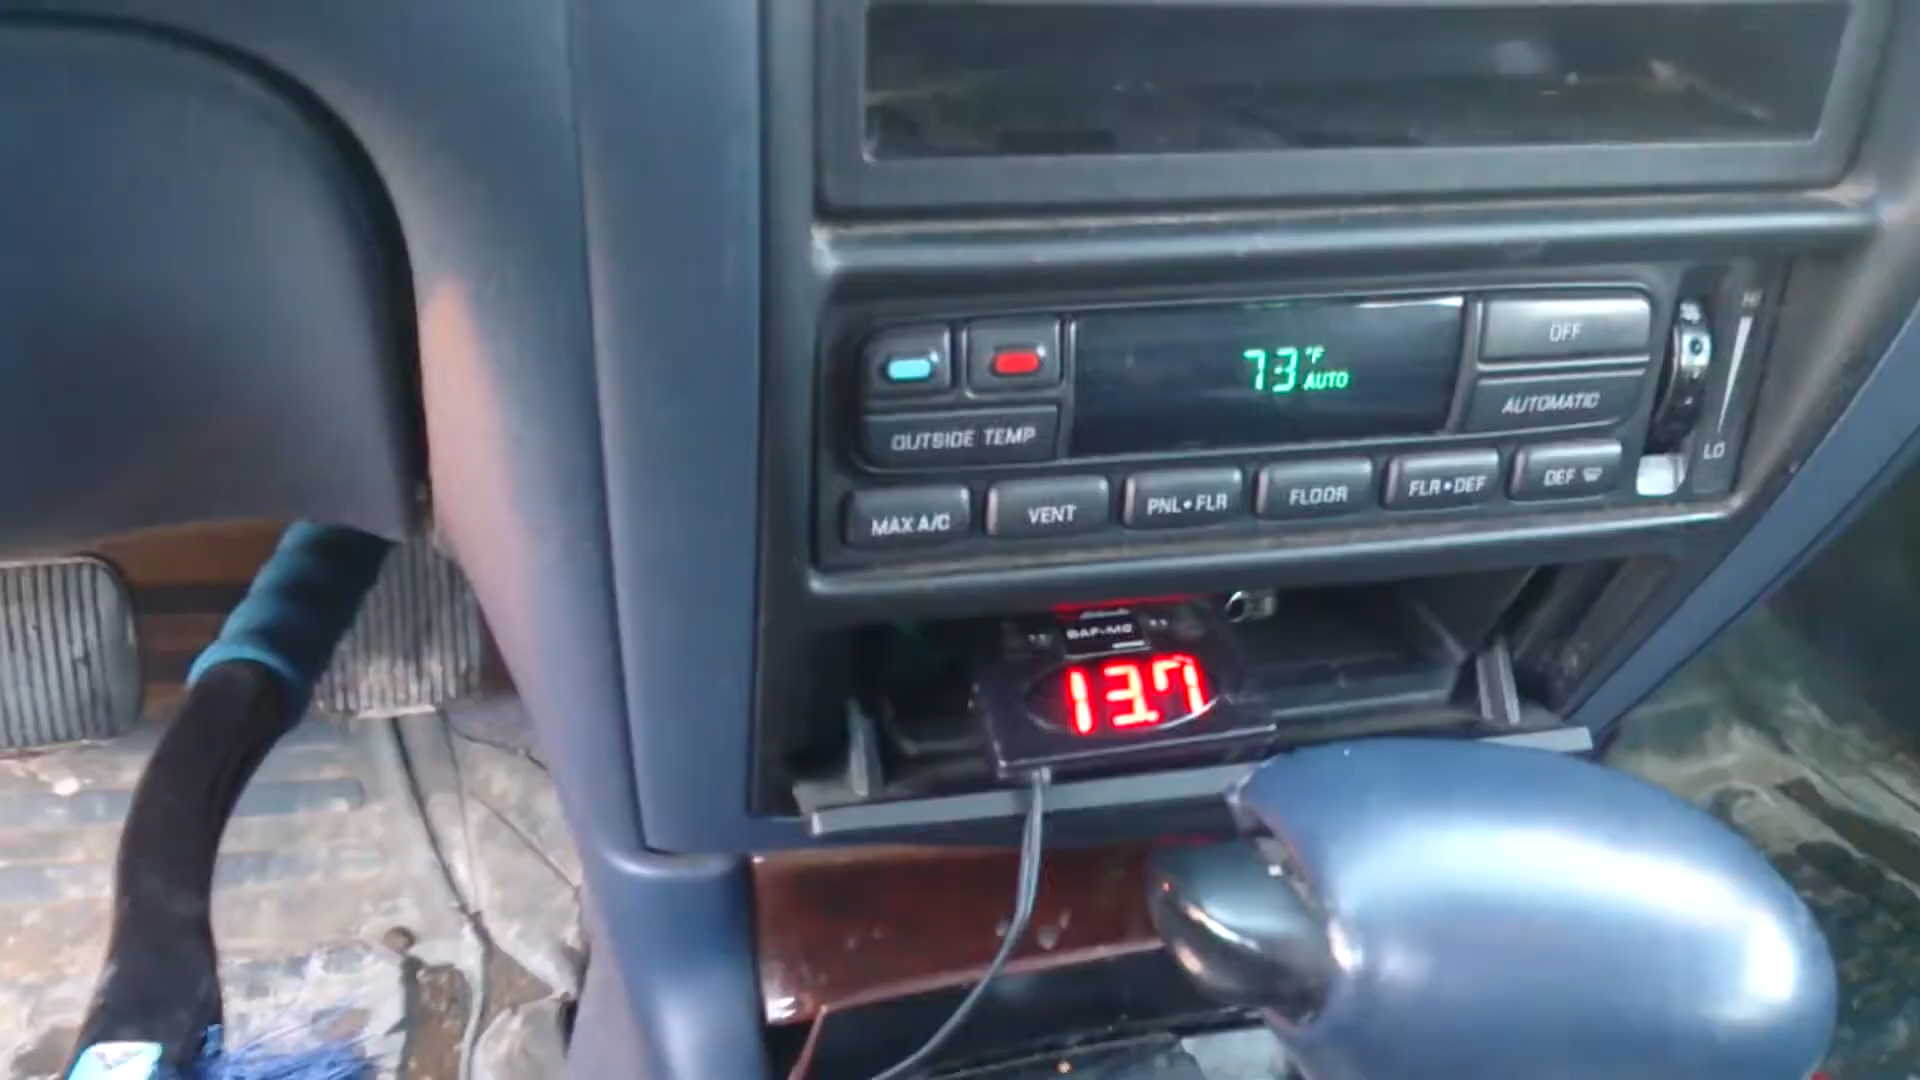 73 °F
AUTO
OFF
AUTOMATIC
OUTSIDE TEMP
HI
LO
MAX A/C
VENT
PNL•FLR
FLOOR
FLR•DEF
DEF
13.7